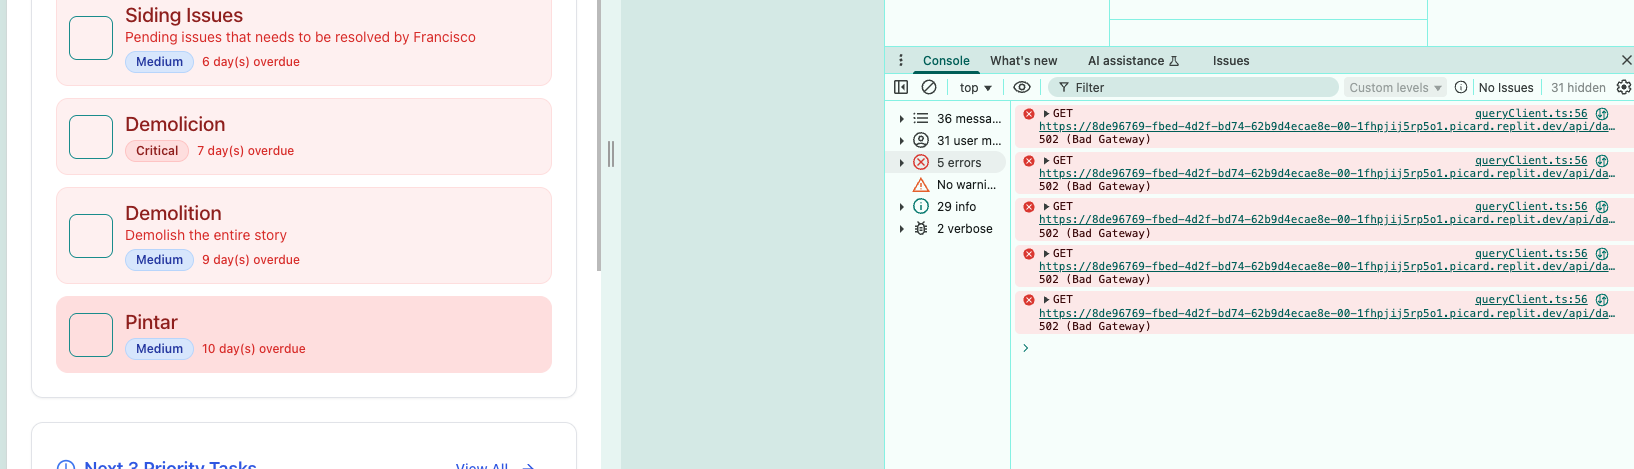 Siding Issues
Pending issues that needs to be resolved by Francisco
Medium 6 day(s) overdue
Demolicion
Critical 7 day(s) overdue
Demolition
Demolish the entire story
Medium 9 day(s) overdue
Pintar
Medium 10 day(s) overdue
Next 3 Priority Tasks View All →
Console What's new AI assistance Issues
top Filter Custom levels No Issues 31 hidden
36 messa...
31 user m...
5 errors
No warni...
29 info
2 verbose
GET queryClient.ts:56
https://8de96769-fbed-4d2f-bd74-62b9d4ecae8e-00-1fhpjij5rp5o1.picard.replit.dev/api/da…
502 (Bad Gateway)
GET queryClient.ts:56
https://8de96769-fbed-4d2f-bd74-62b9d4ecae8e-00-1fhpjij5rp5o1.picard.replit.dev/api/da…
502 (Bad Gateway)
GET queryClient.ts:56
https://8de96769-fbed-4d2f-bd74-62b9d4ecae8e-00-1fhpjij5rp5o1.picard.replit.dev/api/da…
502 (Bad Gateway)
GET queryClient.ts:56
https://8de96769-fbed-4d2f-bd74-62b9d4ecae8e-00-1fhpjij5rp5o1.picard.replit.dev/api/da…
502 (Bad Gateway)
GET queryClient.ts:56
https://8de96769-fbed-4d2f-bd74-62b9d4ecae8e-00-1fhpjij5rp5o1.picard.replit.dev/api/da…
502 (Bad Gateway)